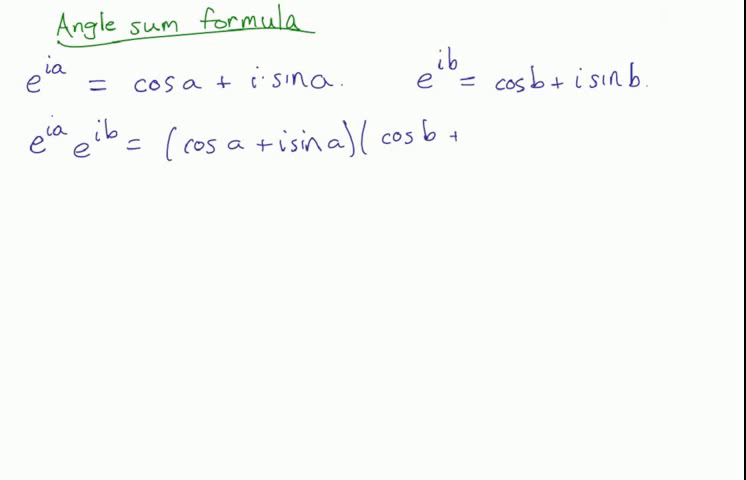 Angle sum formula
e^{ia} = cos a + i·sin a. e^{ib} = cos b + i sin b.
e^{ia} e^{ib} = (cos a + i sin a)( cos b +